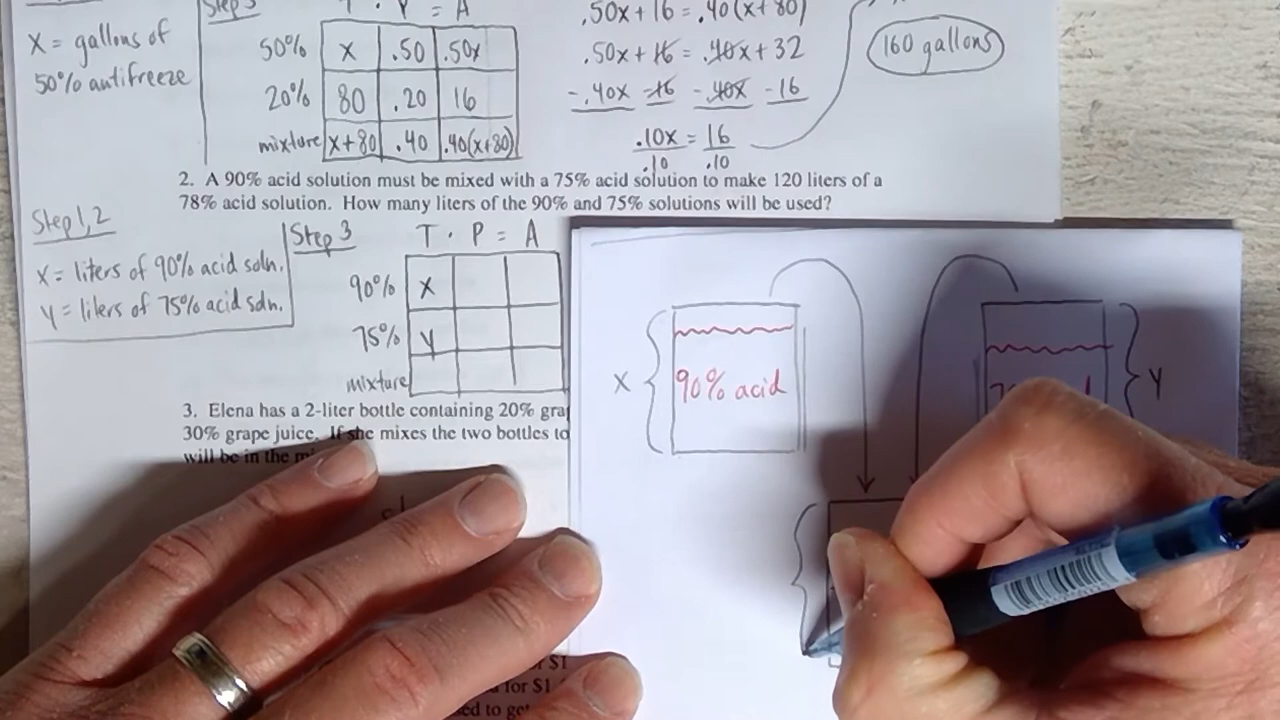 Step 3
T · P = A
X = gallons of
50% antifreeze
50% x .50 .50x
20% 80 .20 16
mixture x+80 .40 .40(x+80)
.50x + 16 = .40(x+80)
.50x + 16 = .40x + 32
-.40x -16 -.40x -16
.10x = 16
.10 .10
160 gallons
2. A 90% acid solution must be mixed with a 75% acid solution to make 120 liters of a
78% acid solution. How many liters of the 90% and 75% solutions will be used?
Step 1,2
X = liters of 90% acid soln.
Y = liters of 75% acid soln.
Step 3
T · P = A
90% X
75% Y
mixture
X
90% acid
Y
3. Elena has a 2-liter bottle containing 20%
30% grape juice. If she mixes the two bottles to
will be in the
for $1